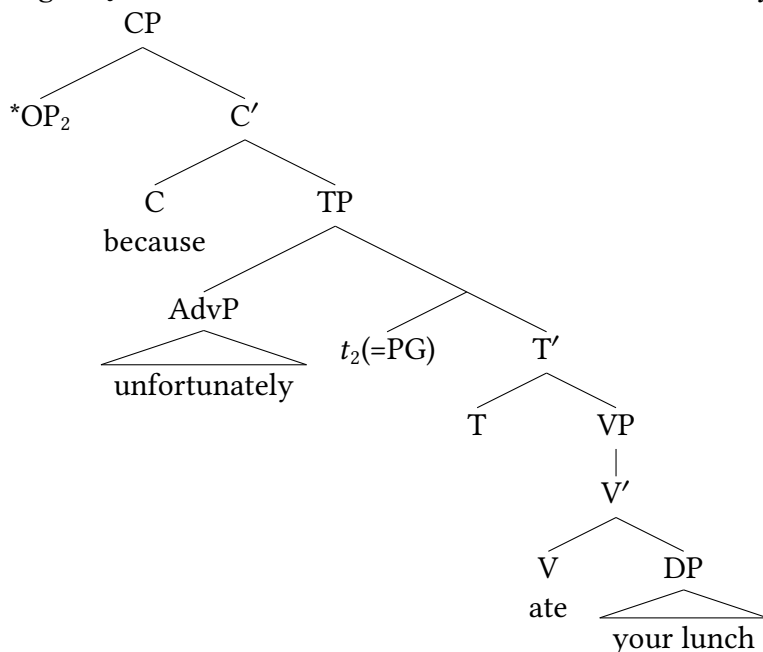 CP
*OP₂ C′
C TP
because
AdvP
t₂(=PG) T′
unfortunately
T VP
V′
V DP
ate
your lunch